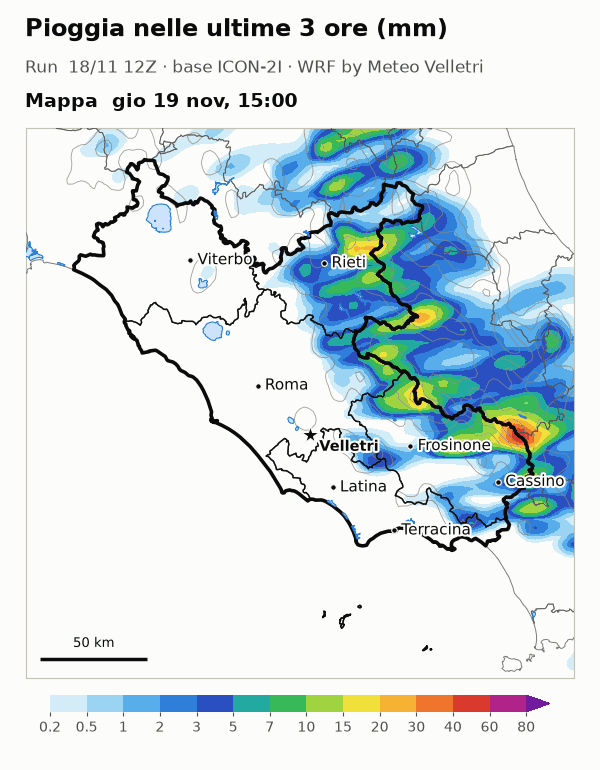 Pioggia nelle ultime 3 ore (mm)
Run 18/11 12Z · base ICON-2I · WRF by Meteo Velletri
Mappa gio 19 nov, 15:00
Viterbo
Rieti
Roma
Velletri
Frosinone
Latina
Cassino
Terracina
50 km
0.2 0.5 1 2 3 5 7 10 15 20 30 40 60 80